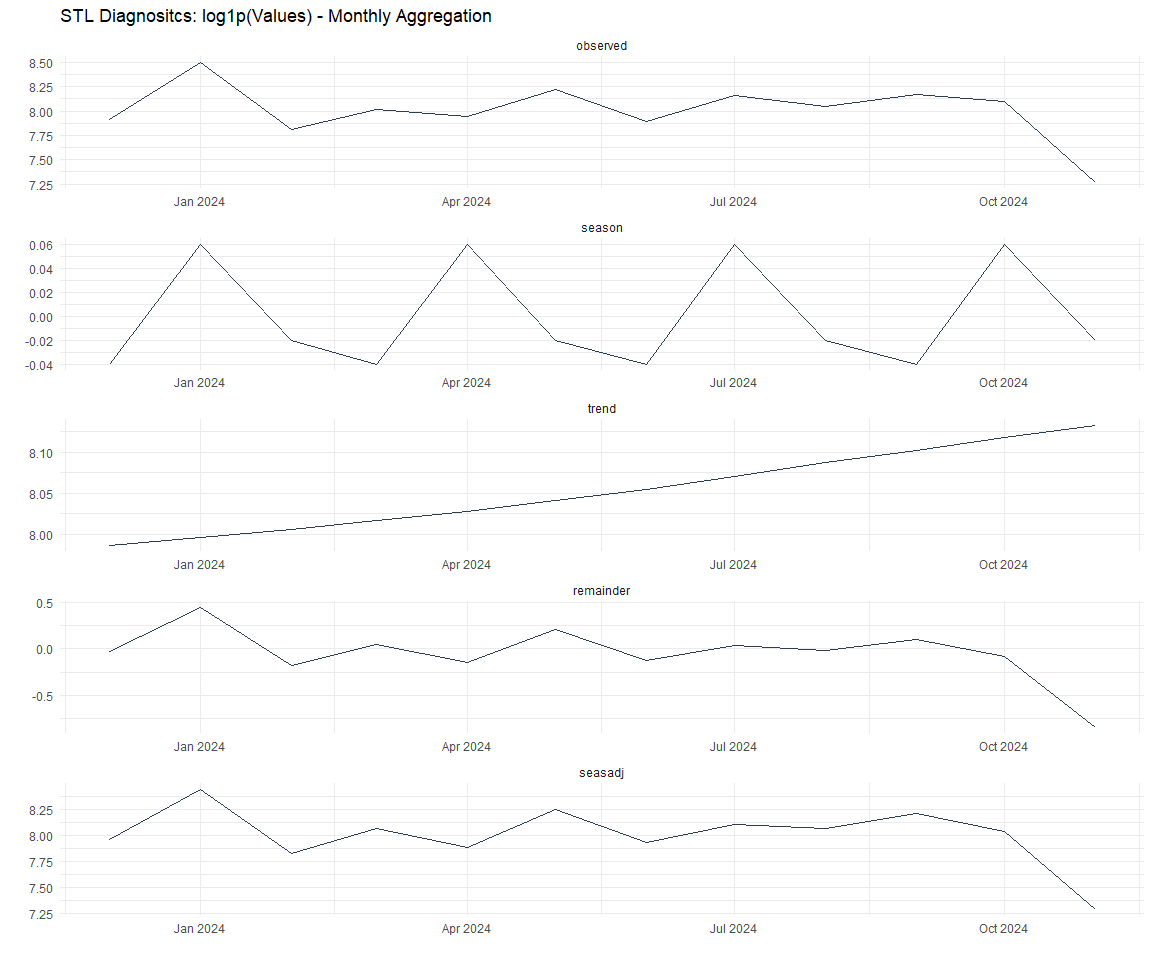 STL Diagnositcs: log1p(Values) - Monthly Aggregation
observed
8.50
8.25
8.00
7.75
7.50
7.25
Jan 2024 Apr 2024 Jul 2024 Oct 2024
season
0.06
0.04
0.02
0.00
-0.02
-0.04
Jan 2024 Apr 2024 Jul 2024 Oct 2024
trend
8.10
8.05
8.00
Jan 2024 Apr 2024 Jul 2024 Oct 2024
remainder
0.5
0.0
-0.5
Jan 2024 Apr 2024 Jul 2024 Oct 2024
seasadj
8.25
8.00
7.75
7.50
7.25
Jan 2024 Apr 2024 Jul 2024 Oct 2024